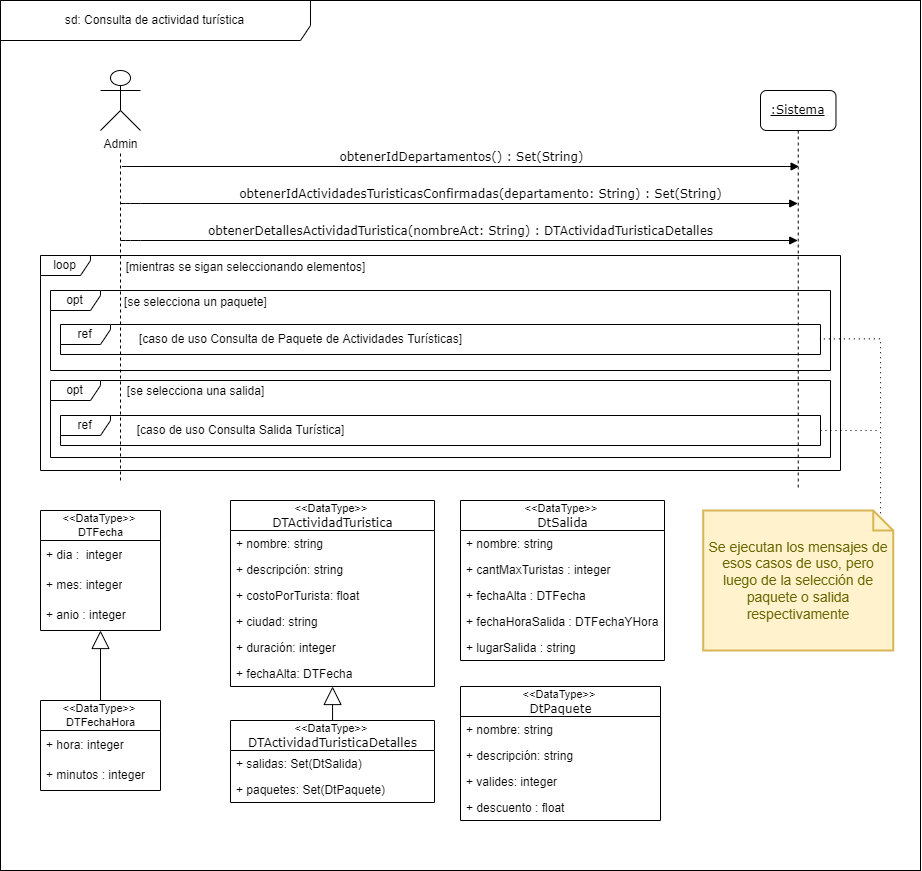 sd: Consulta de actividad turística
Admin
:Sistema
obtenerIdDepartamentos() : Set(String)
obtenerIdActividadesTuristicasConfirmadas(departamento: String) : Set(String)
obtenerDetallesActividadTuristica(nombreAct: String) : DTActividadTuristicaDetalles
loop
[mientras se sigan seleccionando elementos]
opt
[se selecciona un paquete]
ref
[caso de uso Consulta de Paquete de Actividades Turísticas]
opt
[se selecciona una salida]
ref
[caso de uso Consulta Salida Turística]
<<DataType>>
DTFecha
+ dia :  integer
+ mes: integer
+ anio : integer
<<DataType>>
DTFechaHora
+ hora: integer
+ minutos : integer
<<DataType>>
DTActividadTuristica
+ nombre: string
+ descripción: string
+ costoPorTurista: float
+ ciudad: string
+ duración: integer
+ fechaAlta: DTFecha
<<DataType>>
DTActividadTuristicaDetalles
+ salidas: Set(DtSalida)
+ paquetes: Set(DtPaquete)
<<DataType>>
DtSalida
+ nombre: string
+ cantMaxTuristas : integer
+ fechaAlta : DTFecha
+ fechaHoraSalida : DTFechaYHora
+ lugarSalida : string
<<DataType>>
DtPaquete
+ nombre: string
+ descripción: string
+ valides: integer
+ descuento : float
Se ejecutan los mensajes de
esos casos de uso, pero
luego de la selección de
paquete o salida
respectivamente